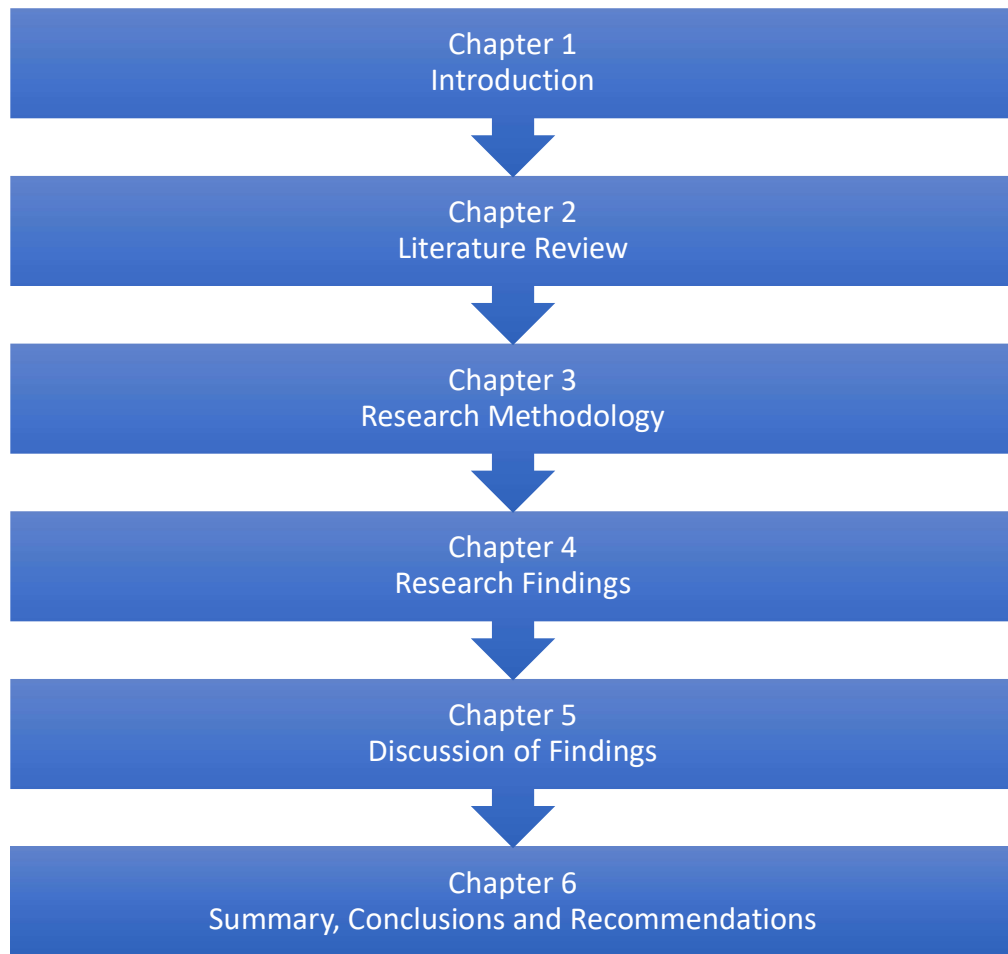 Chapter 1
Introduction
Chapter 2
Literature Review
Chapter 3
Research Methodology
Chapter 4
Research Findings
Chapter 5
Discussion of Findings
Chapter 6
Summary, Conclusions and Recommendations